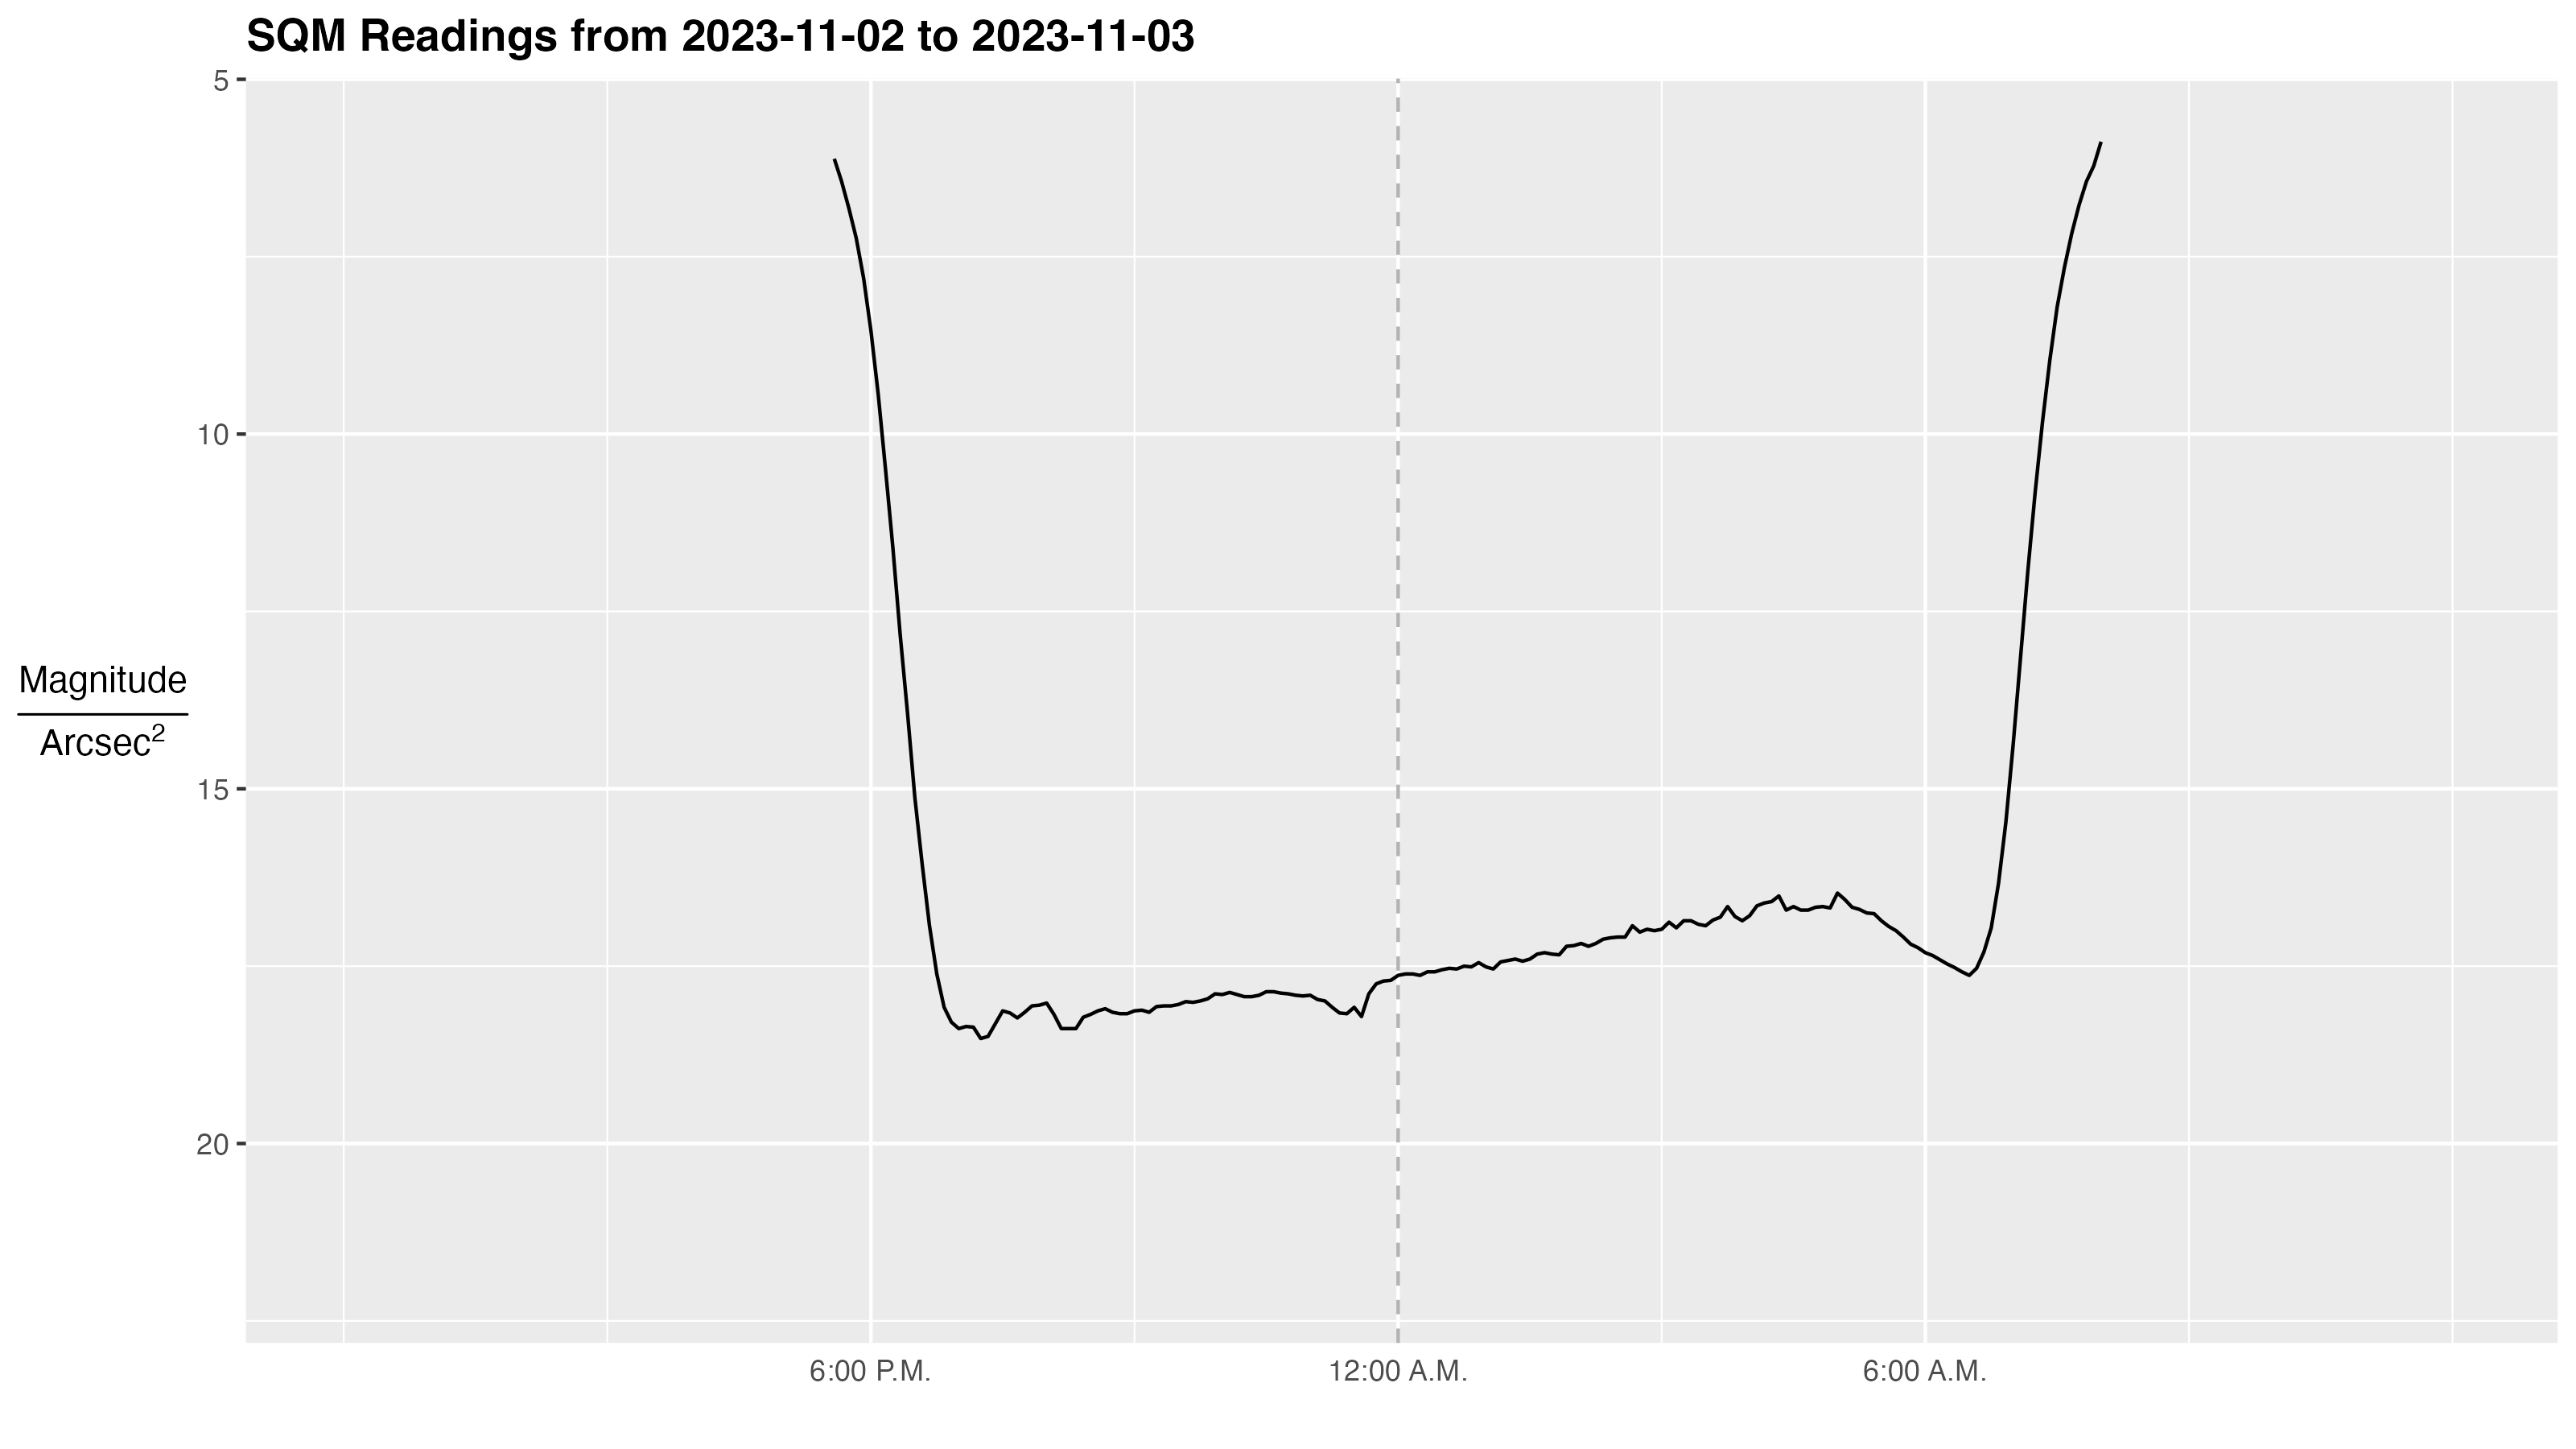 SQM Readings from 2023-11-02 to 2023-11-03
5
10
Magnitude
Arcsec²
15
20
6:00 P.M. 12:00 A.M. 6:00 A.M.